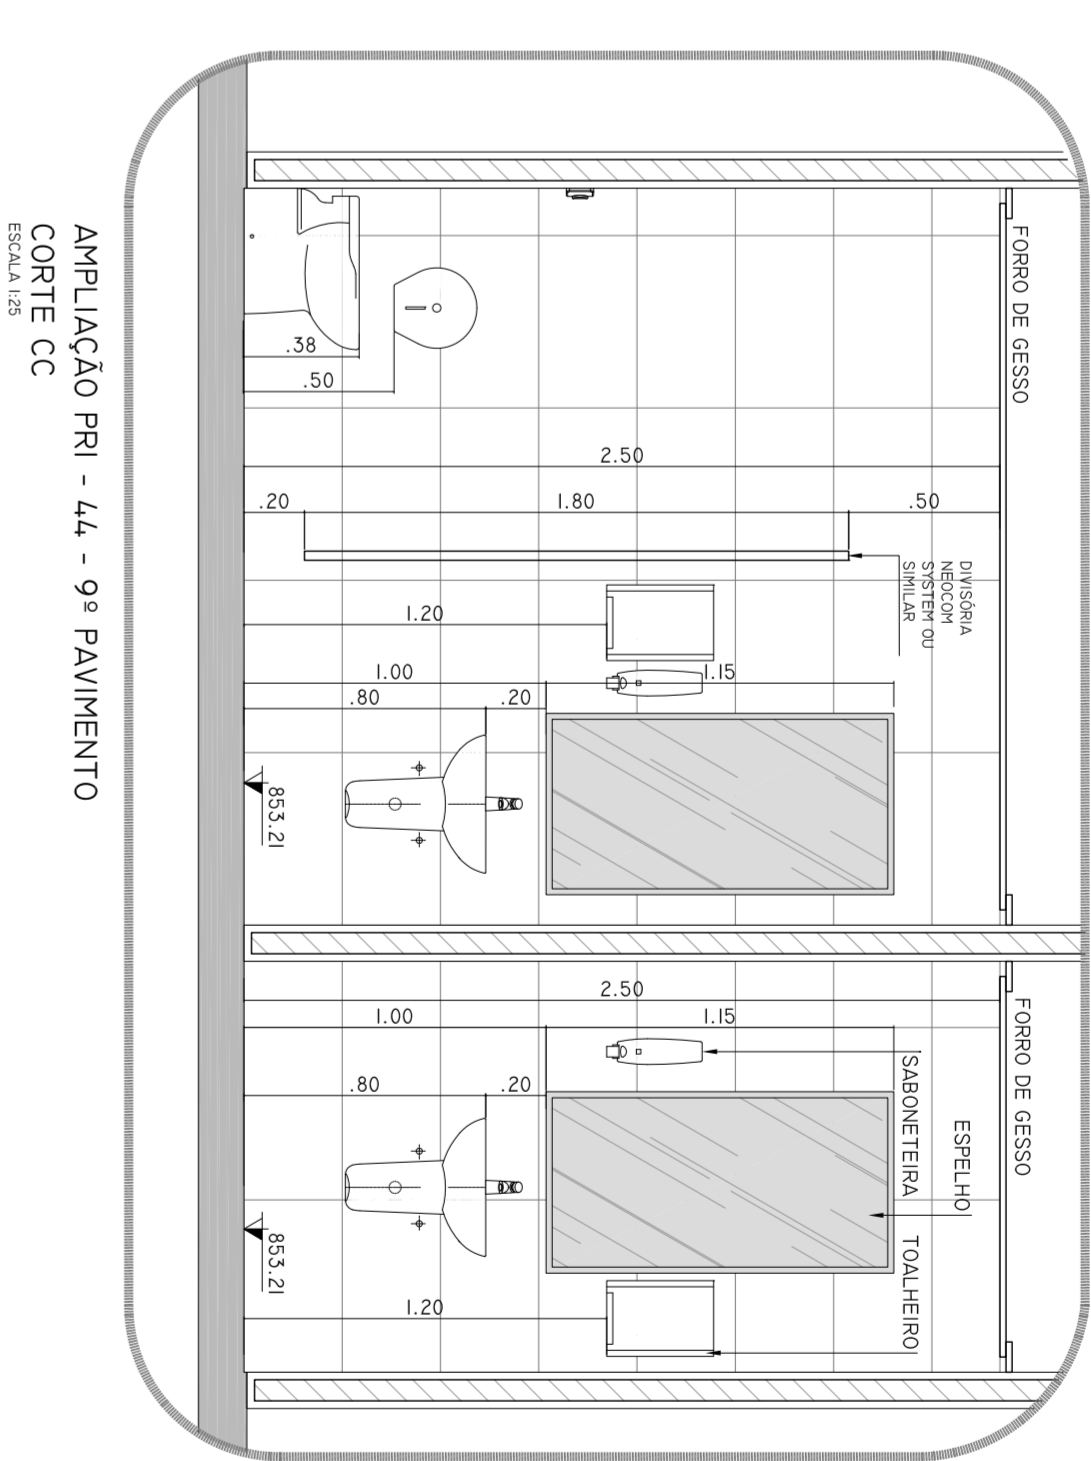 FORRO DE GESSO
FORRO DE GESSO
DIVISÓRIA
NEOCOM
SYSTEM OU
SIMILAR
ESPELHO
SABONETEIRA
TOALHEIRO
.38
.50
2.50
.20
1.80
.50
1.20
1.00
1.15
.80
.20
853.21
2.50
1.00
1.15
.80
.20
853.21
1.20
AMPLIAÇÃO PR1 - 44 - 9º PAVIMENTO
CORTE CC
ESCALA 1:25